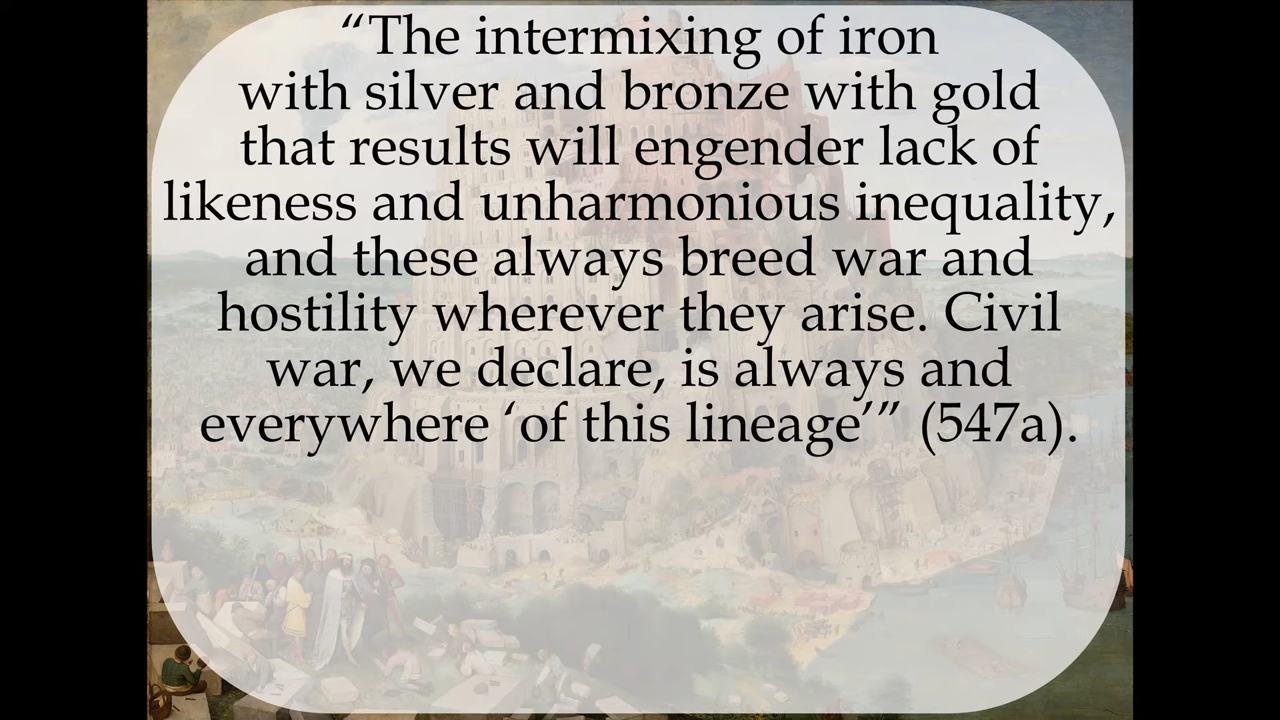 “The intermixing of iron
with silver and bronze with gold
that results will engender lack of
likeness and unharmonious inequality,
and these always breed war and
hostility wherever they arise. Civil
war, we declare, is always and
everywhere ‘of this lineage’” (547a).